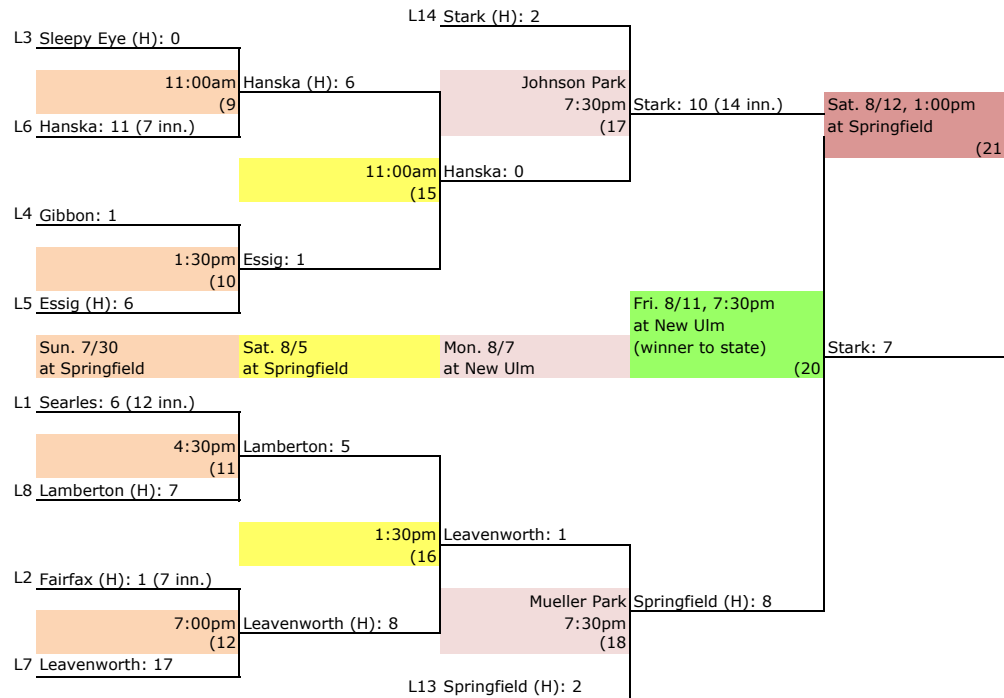 L14 Stark (H): 2
L3 Sleepy Eye (H): 0
11:00am
(9
Hanska (H): 6
Johnson Park
7:30pm
(17
Stark: 10 (14 inn.)
Sat. 8/12, 1:00pm
at Springfield
(21
L6 Hanska: 11 (7 inn.)
11:00am
(15
Hanska: 0
L4 Gibbon: 1
1:30pm
(10
Essig: 1
L5 Essig (H): 6
Fri. 8/11, 7:30pm
at New Ulm
(winner to state)
(20
Sun. 7/30
at Springfield
Sat. 8/5
at Springfield
Mon. 8/7
at New Ulm
Stark: 7
L1 Searles: 6 (12 inn.)
4:30pm
(11
Lamberton: 5
L8 Lamberton (H): 7
1:30pm
(16
Leavenworth: 1
L2 Fairfax (H): 1 (7 inn.)
7:00pm
(12
Leavenworth (H): 8
Mueller Park
7:30pm
(18
Springfield (H): 8
L7 Leavenworth: 17
L13 Springfield (H): 2